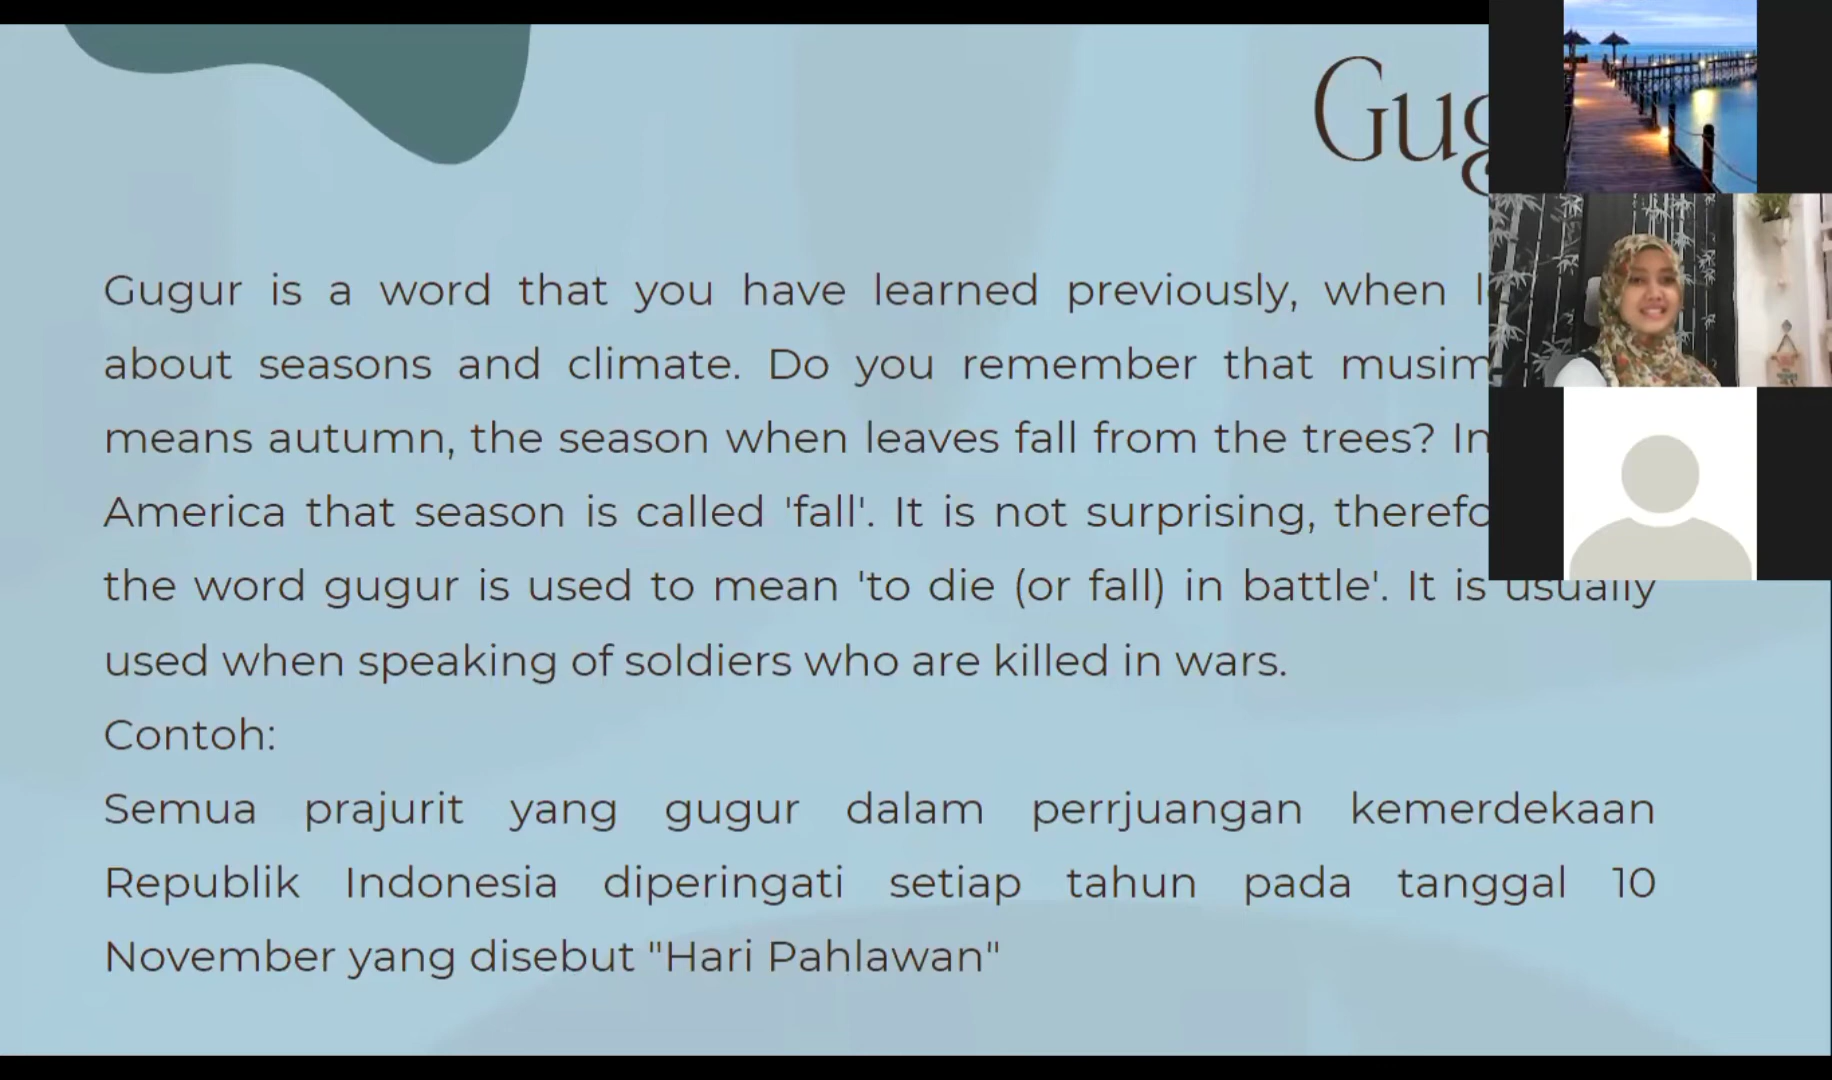 Gugur is a word that you have learned previously, when
about seasons and climate. Do you remember that musim
means autumn, the season when leaves fall from the trees? In
America that season is called 'fall'. It is not surprising,
the word gugur is used to mean 'to die (or fall) in battle'. It is usually
used when speaking of soldiers who are killed in wars.
Contoh:
Semua prajurit yang gugur dalam perrjuangan kemerdekaan
Republik Indonesia diperingati setiap tahun pada tanggal 10
November yang disebut "Hari Pahlawan"